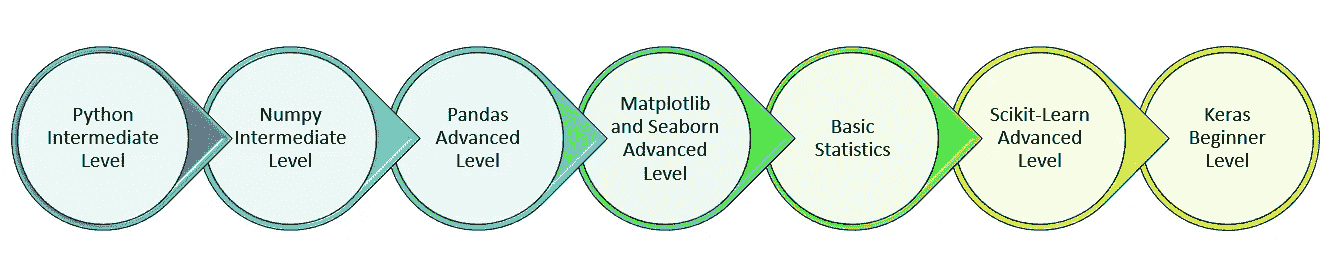 Python
Intermediate
Level
Numpy
Intermediate
Level
Pandas
Advanced
Level
Matplotlib
and Seaborn
Advanced
Level
Basic
Statistics
Scikit-Learn
Advanced
Level
Keras
Beginner
Level